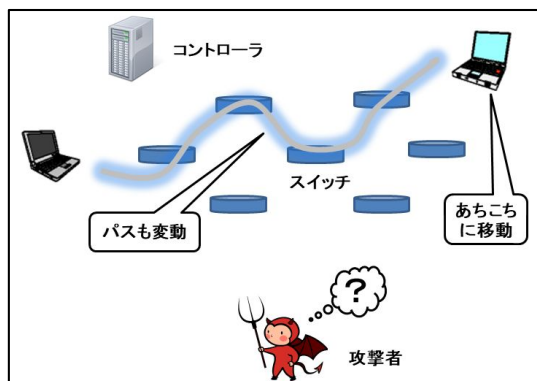 コントローラ
スイッチ
パスも変動
あちこち
に移動
?
攻撃者